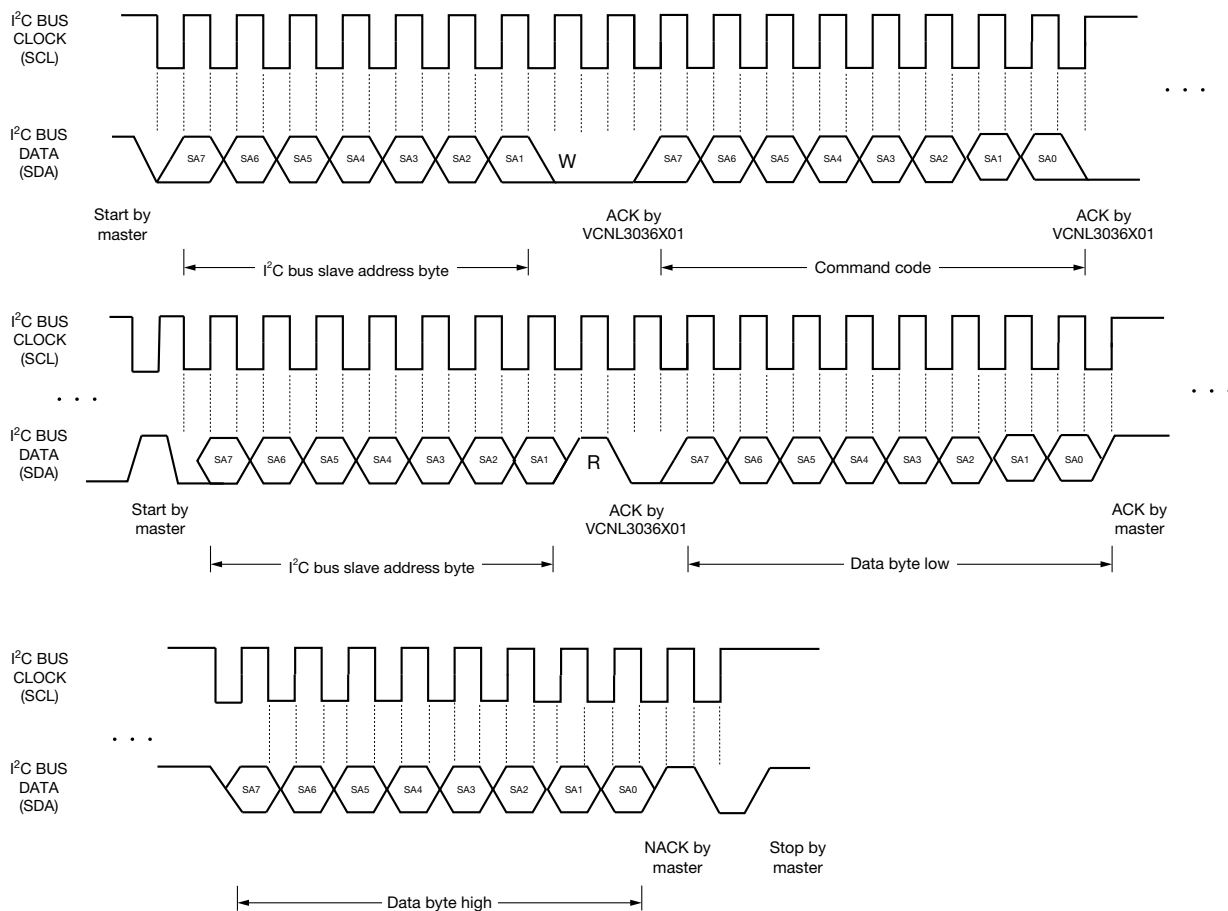 I²C BUS
CLOCK
(SCL)
. . .
I²C BUS
DATA
(SDA)
SA7 SA6 SA5 SA4 SA3 SA2 SA1 W SA7 SA6 SA5 SA4 SA3 SA2 SA1 SA0
Start by
master
ACK by
VCNL3036X01
ACK by
VCNL3036X01
I²C bus slave address byte
Command code
I²C BUS
CLOCK
(SCL)
. . .
. . .
I²C BUS
DATA
(SDA)
SA7 SA6 SA5 SA4 SA3 SA2 SA1 R SA7 SA6 SA5 SA4 SA3 SA2 SA1 SA0
Start by
master
ACK by
VCNL3036X01
ACK by
master
I²C bus slave address byte
Data byte low
I²C BUS
CLOCK
(SCL)
. . .
I²C BUS
DATA
(SDA)
SA7 SA6 SA5 SA4 SA3 SA2 SA1 SA0
NACK by
master
Stop by
master
Data byte high